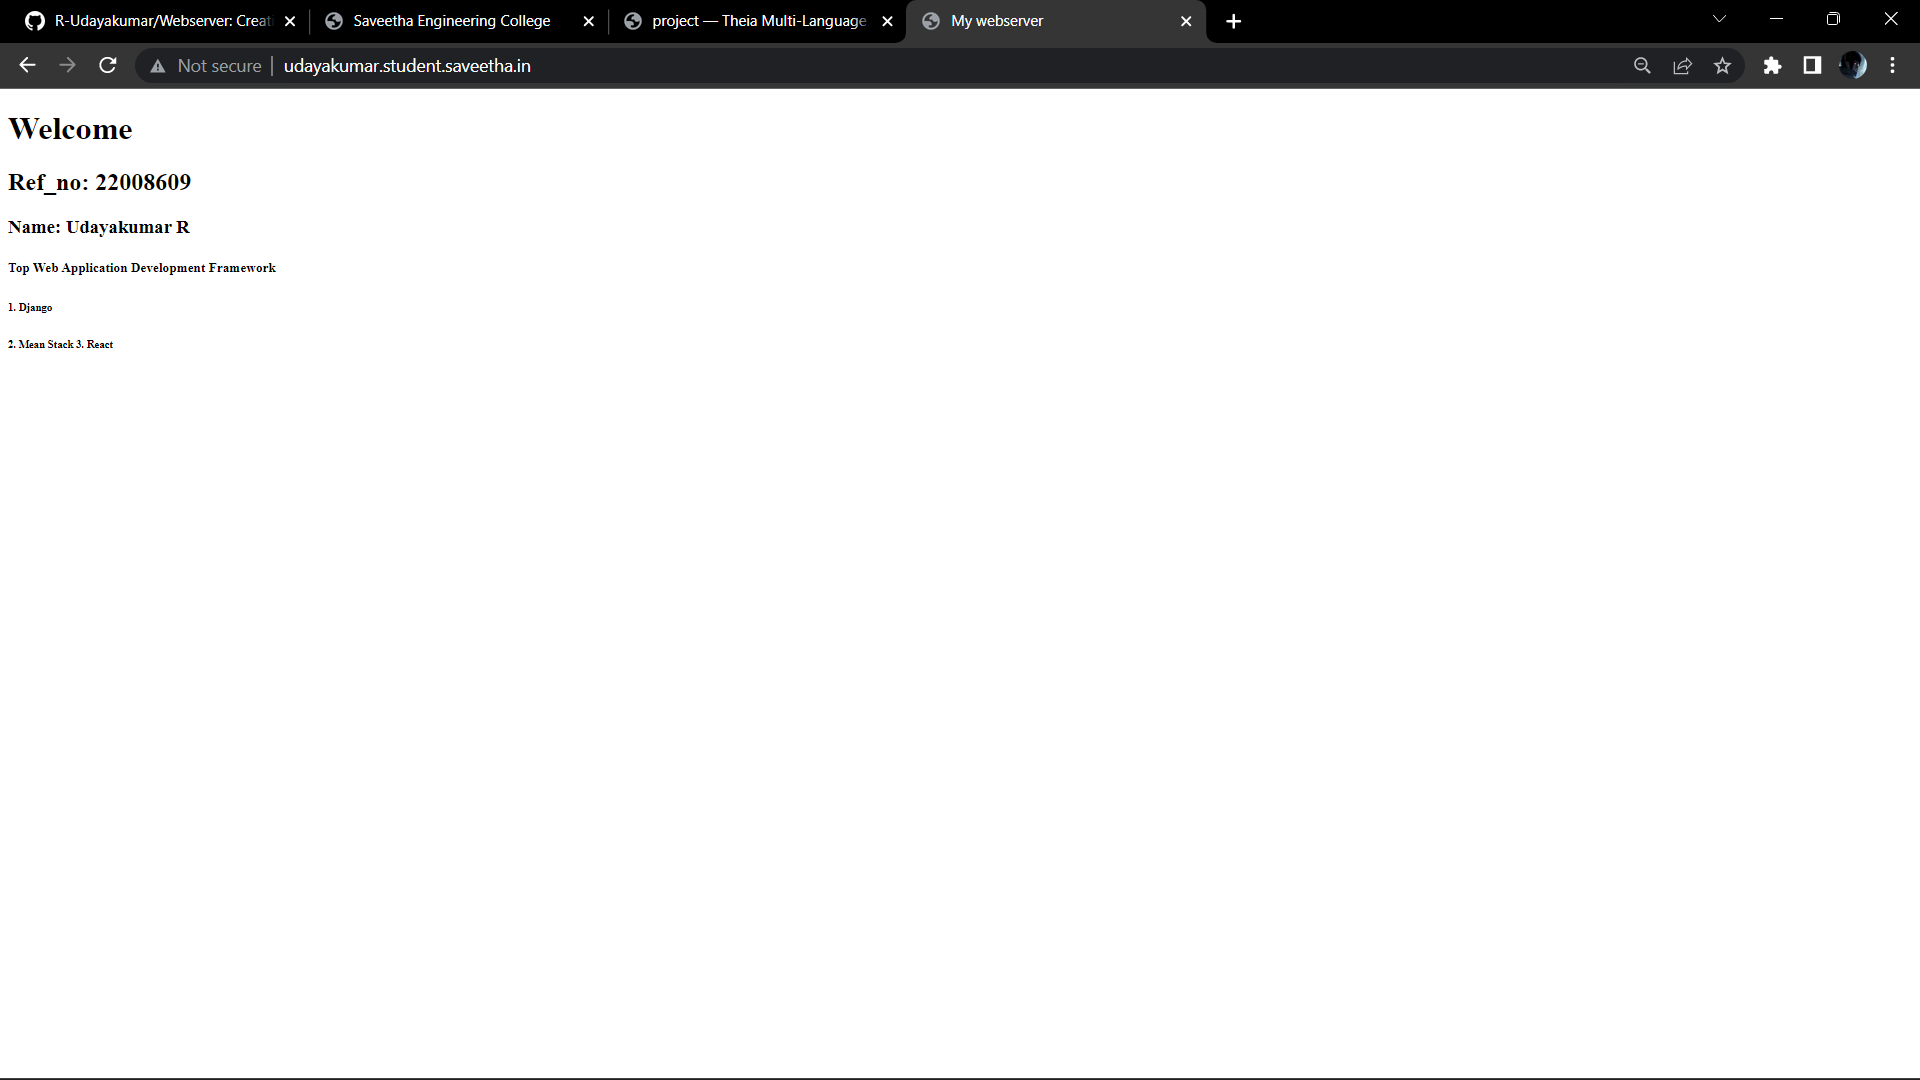 R-Udayakumar/Webserver: Creati
Saveetha Engineering College
project — Theia Multi-Language
My webserver
Not secure
udayakumar.student.saveetha.in
Welcome
Ref_no: 22008609
Name: Udayakumar R
Top Web Application Development Framework
1. Django
2. Mean Stack 3. React